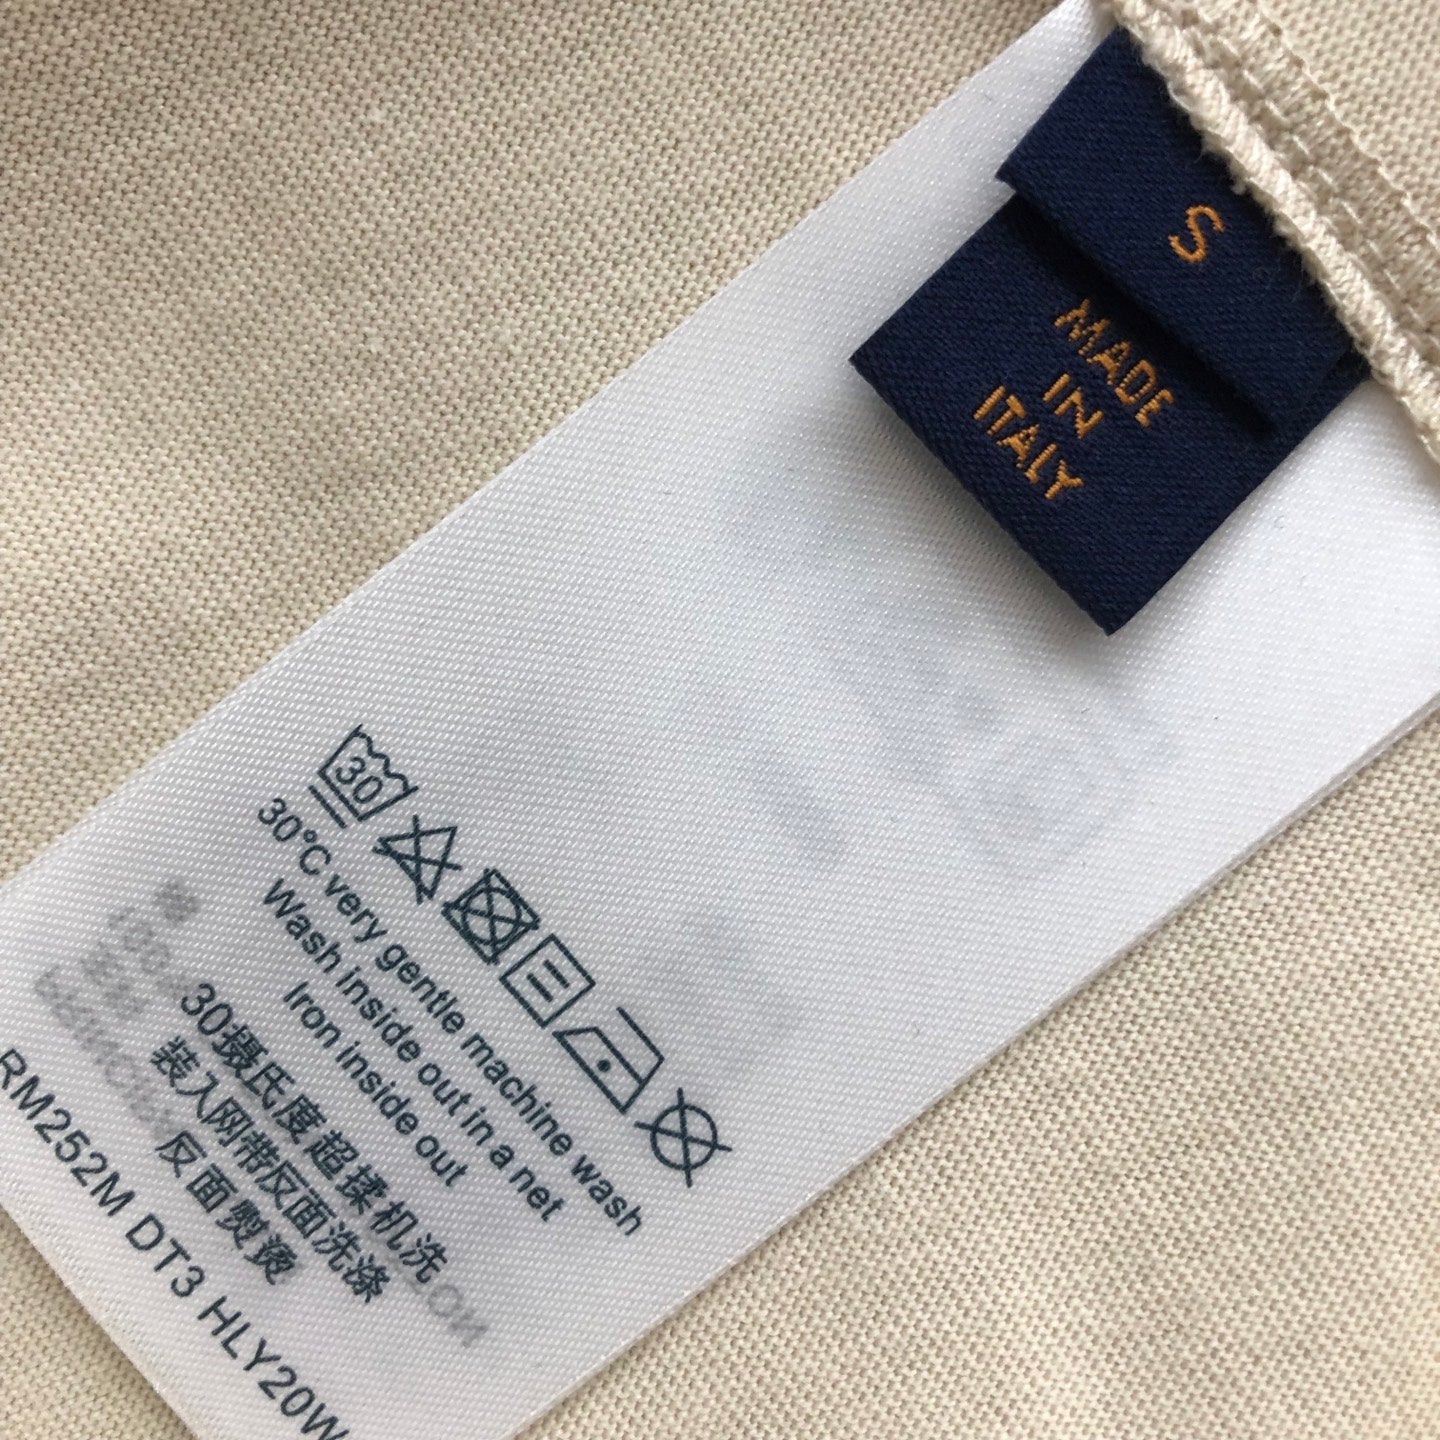 S
MADE
IN
ITALY
30
30°C very gentle machine wash
Wash inside out in a net
Iron inside out
30摄氏度超揉机洗
装入网带反面洗涤
反面熨烫
RM252M DT3 HLY20W